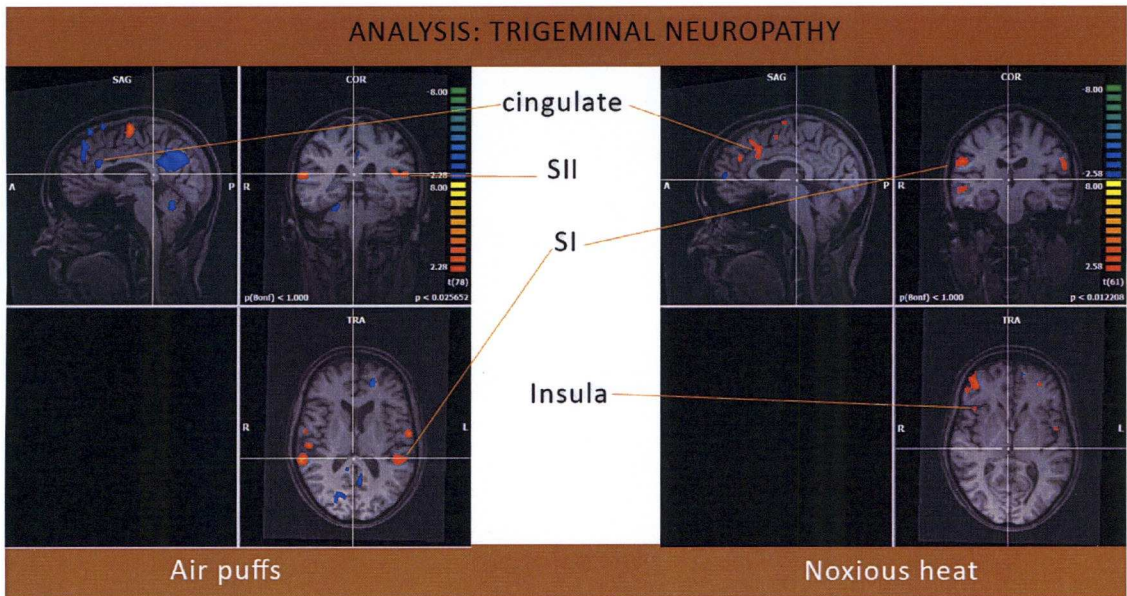 ANALYSIS: TRIGEMINAL NEUROPATHY
SAG
A
P
COR
R
-8.00
-2.28
8.00
2.28
t(78)
p(Bonf) < 1.000
p < 0.025652
TRA
R
L
cingulate
SII
SI
Insula
SAG
A
P
COR
R
-8.00
-2.58
8.00
2.58
t(61)
p(Bonf) < 1.000
p < 0.012208
TRA
R
L
Air puffs
Noxious heat